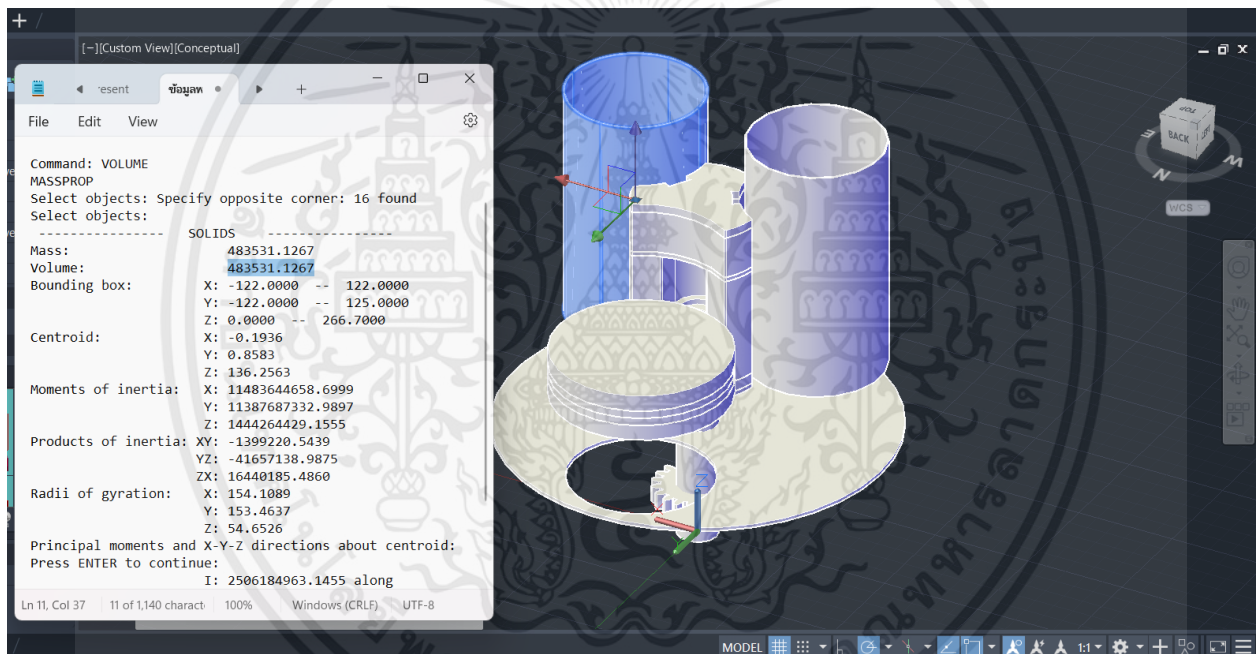 [−][Custom View][Conceptual]
resent
ข้อมูลท
File Edit View
Command: VOLUME
MASSPROP
Select objects: Specify opposite corner: 16 found
Select objects:
---------------- SOLIDS ----------------
Mass: 483531.1267
Volume: 483531.1267
Bounding box: X: -122.0000 -- 122.0000
Y: -122.0000 -- 125.0000
Z: 0.0000 -- 266.7000
Centroid: X: -0.1936
Y: 0.8583
Z: 136.2563
Moments of inertia: X: 11483644658.6999
Y: 11387687332.9897
Z: 1444264429.1555
Products of inertia: XY: -1399220.5439
YZ: -41657138.9875
ZX: 16440185.4860
Radii of gyration: X: 154.1089
Y: 153.4637
Z: 54.6526
Principal moments and X-Y-Z directions about centroid:
Press ENTER to continue:
I: 2506184963.1455 along
Ln 11, Col 37 11 of 1,140 charact 100% Windows (CRLF) UTF-8
TOP
BACK
W
N
WCS
Z
MODEL 1:1